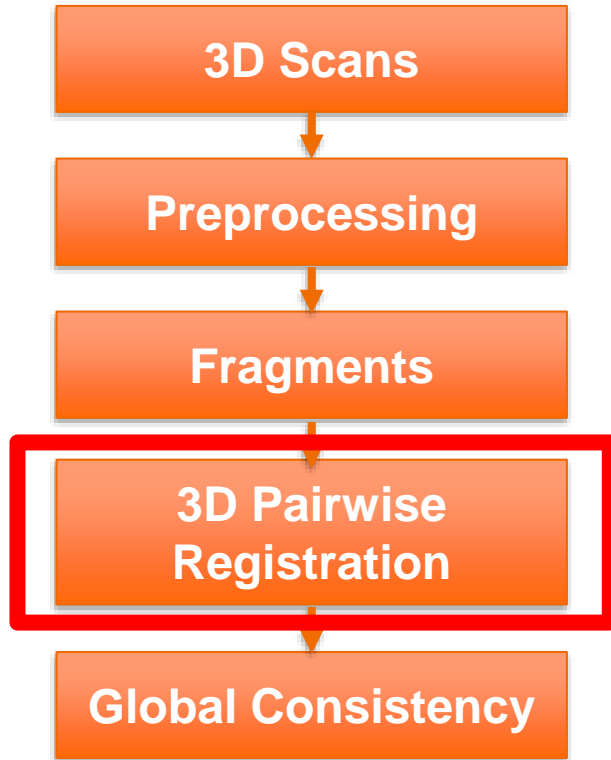 3D Scans
Preprocessing
Fragments
3D Pairwise
Registration
Global Consistency